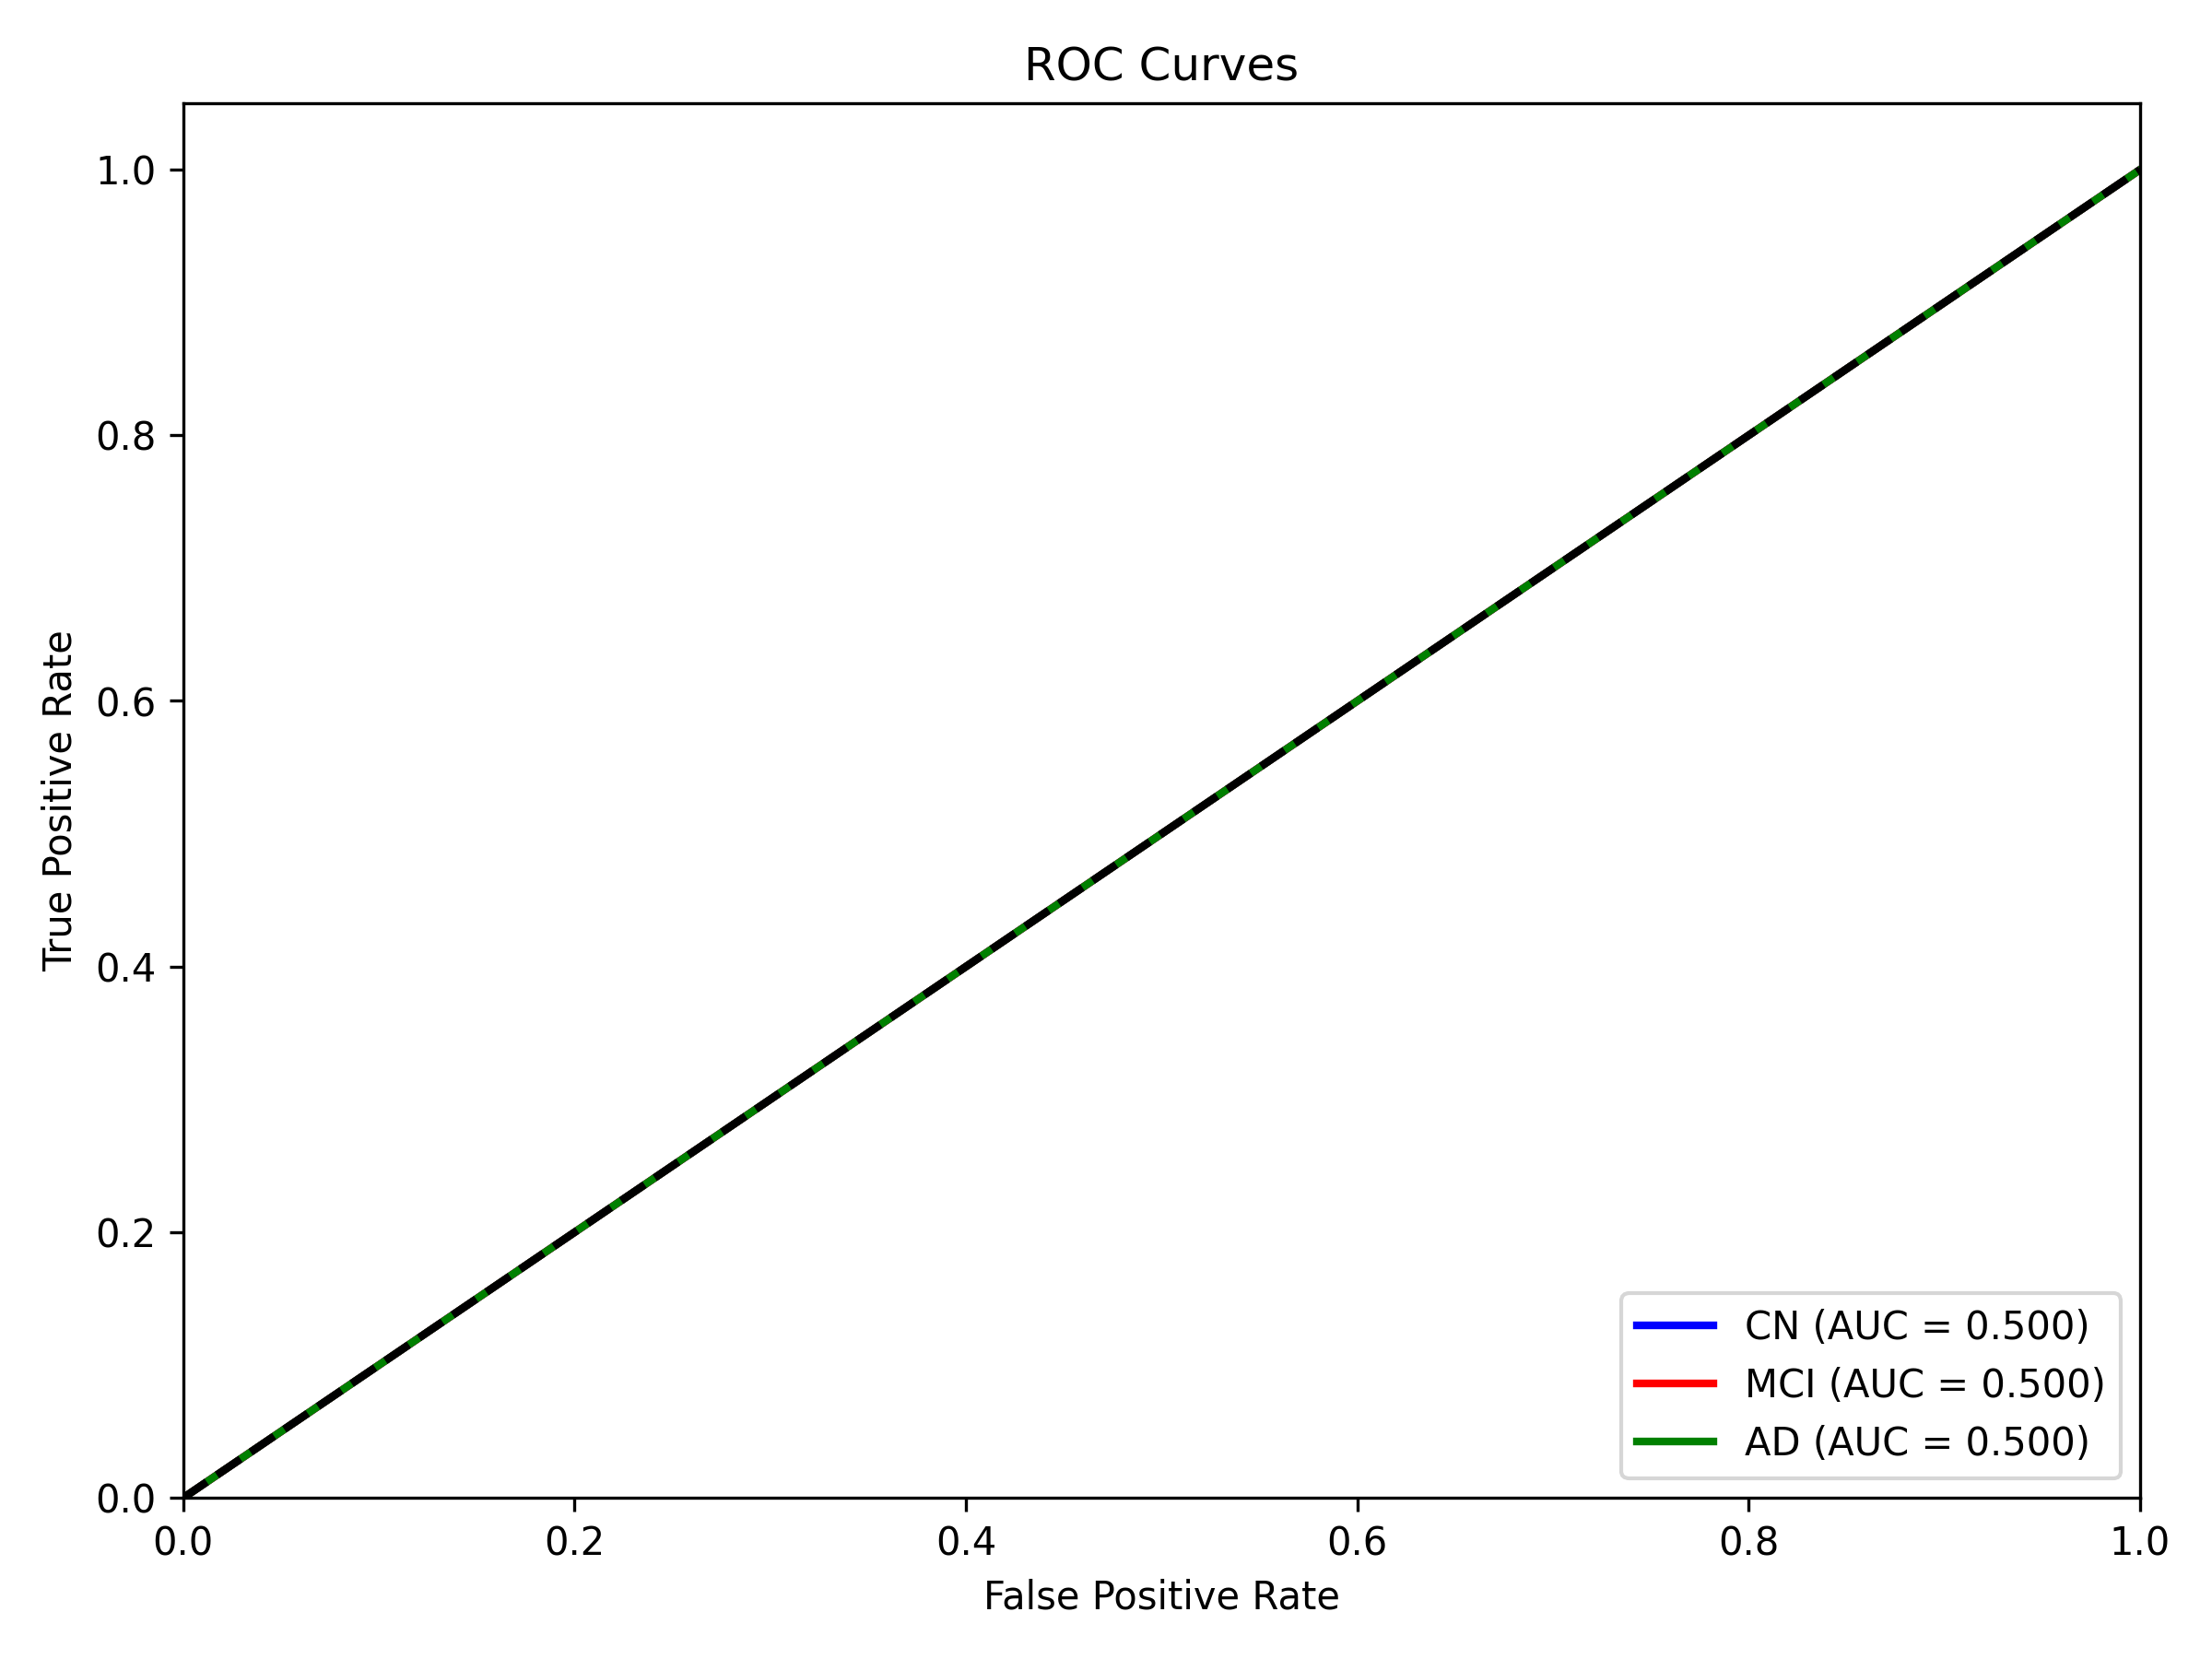 ROC Curves
True Positive Rate
1.0
0.8
0.6
0.4
0.2
0.0
0.0 0.2 0.4 0.6 0.8 1.0
False Positive Rate
CN (AUC = 0.500)
MCI (AUC = 0.500)
AD (AUC = 0.500)